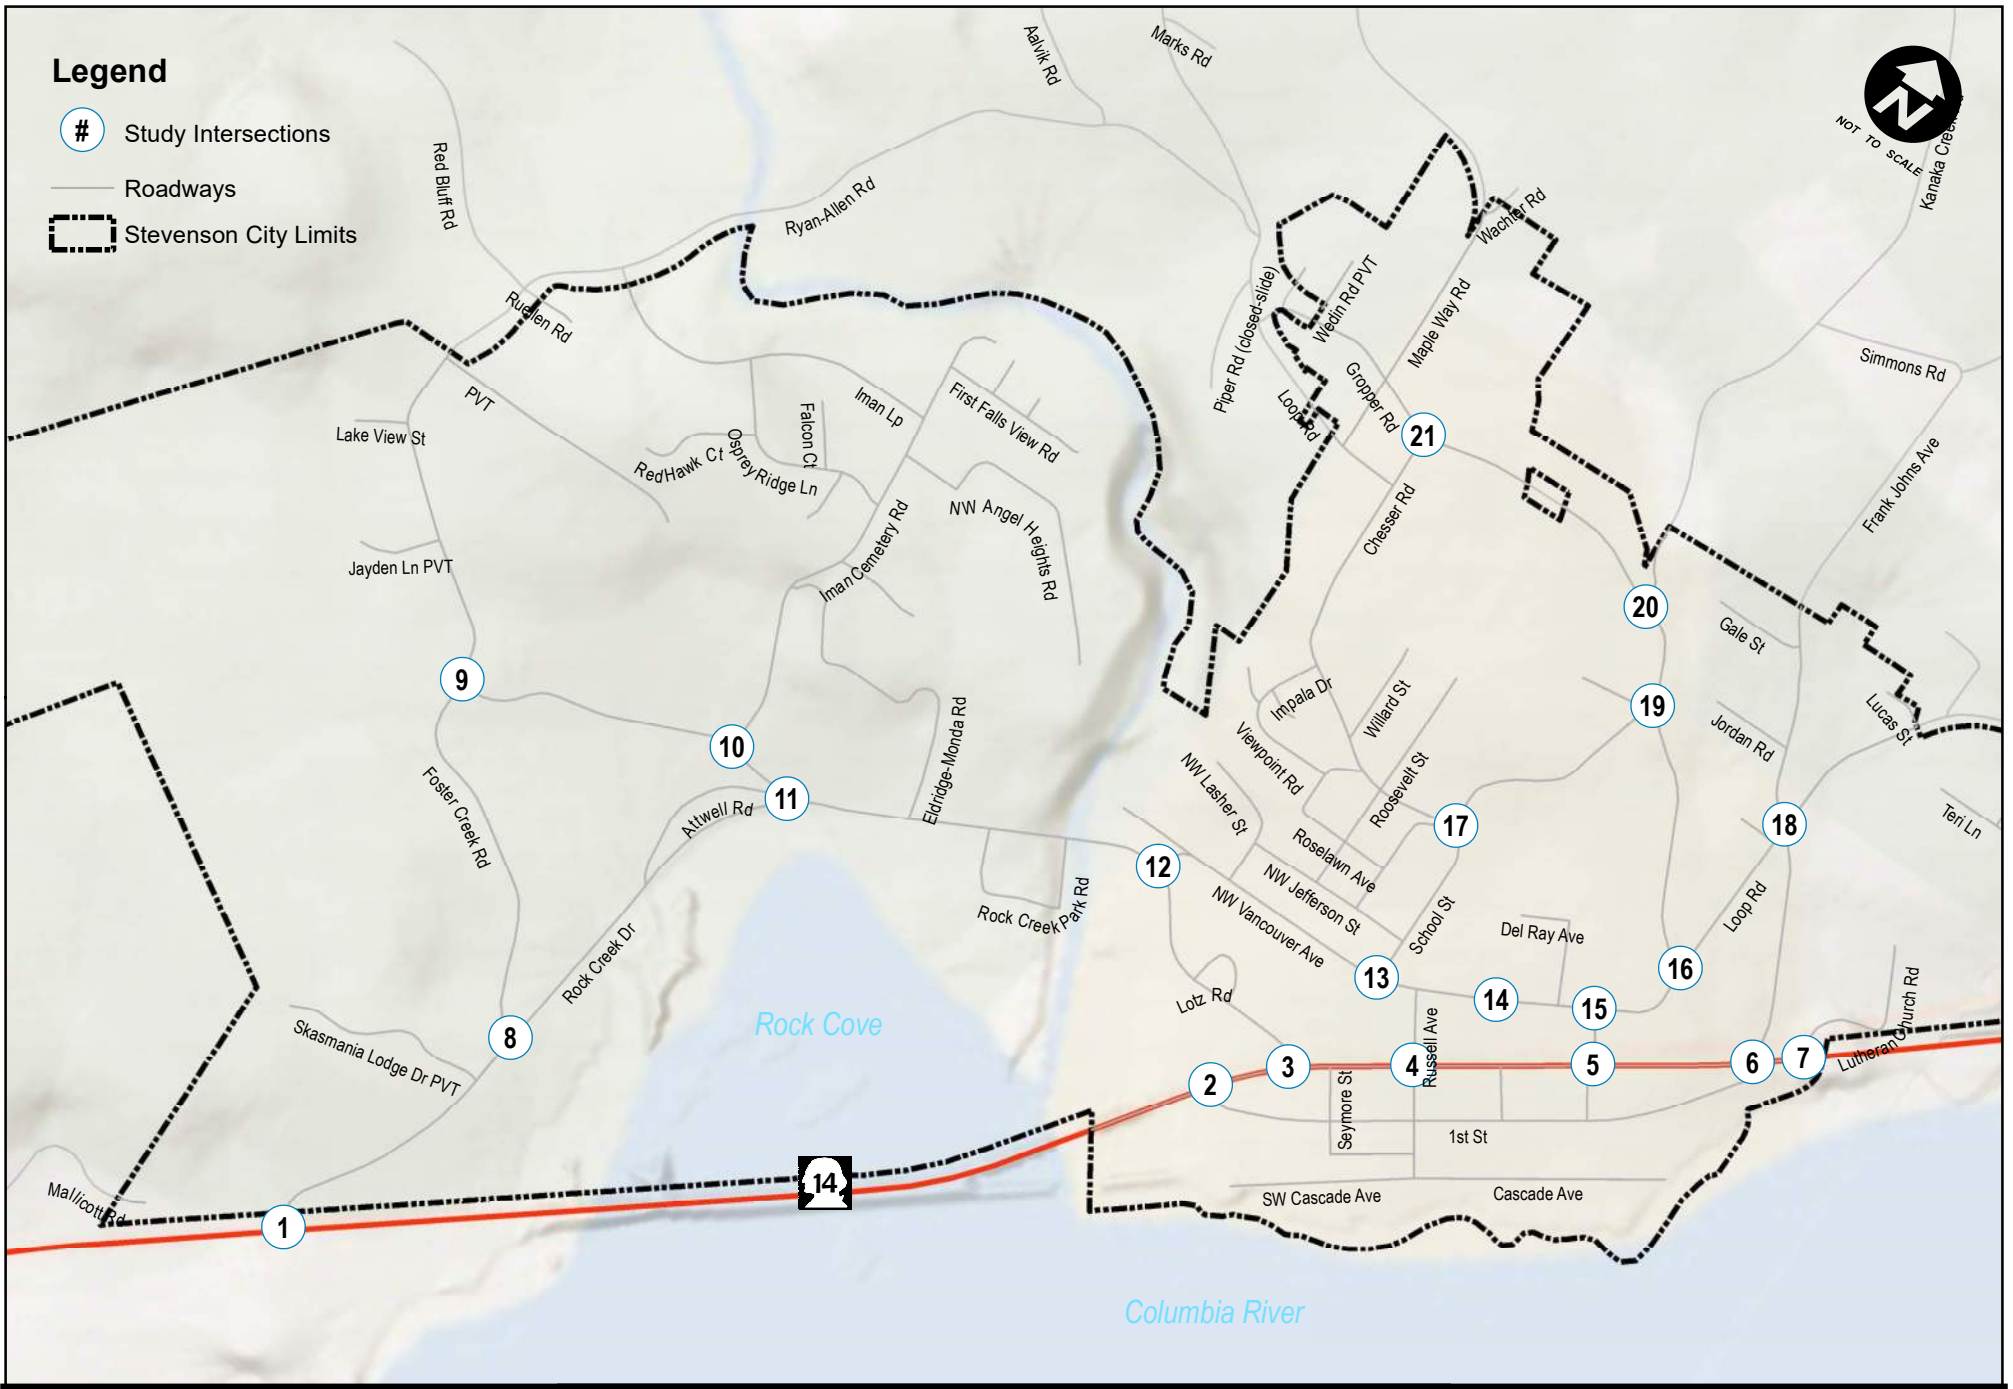 Legend
# Study Intersections
Roadways
Stevenson City Limits
Aalvik Rd
Marks Rd
N
NOT TO SCALE
Kanaka Creek
Red Bluff Rd
Ryan-Allen Rd
Wachter Rd
Ruellen Rd
Piper Rd (closed-slide)
Wedin Rd PVT
Maple Way Rd
Simmons Rd
PVT
Lake View St
Iman Lp
First Falls View Rd
Falcon Ct
Loop Rd
Gropper Rd
21
RedHawk Ct
Osprey Ridge Ln
Frank Johns Ave
NW Angel Heights Rd
Chesser Rd
Jayden Ln PVT
Iman Cemetery Rd
20
Gale St
9
Impala Dr
Willard St
19
Jordan Rd
Lucas St
10
Eldridge-Monda Rd
Viewpoint Rd
NW Lasher St
Roosevelt St
11
Attwell Rd
Foster Creek Rd
17
18
Teri Ln
12
Roselawn Ave
NW Jefferson St
NW Vancouver Ave
School St
Rock Creek Park Rd
Loop Rd
Del Ray Ave
Rock Creek Dr
13
16
14
15
Lotz Rd
Rock Cove
Skasmania Lodge Dr PVT
8
Russell Ave
Lutheran Church Rd
2
3
4
5
6
7
Seymore St
1st St
14
Mallicott Rd
SW Cascade Ave
Cascade Ave
1
Columbia River